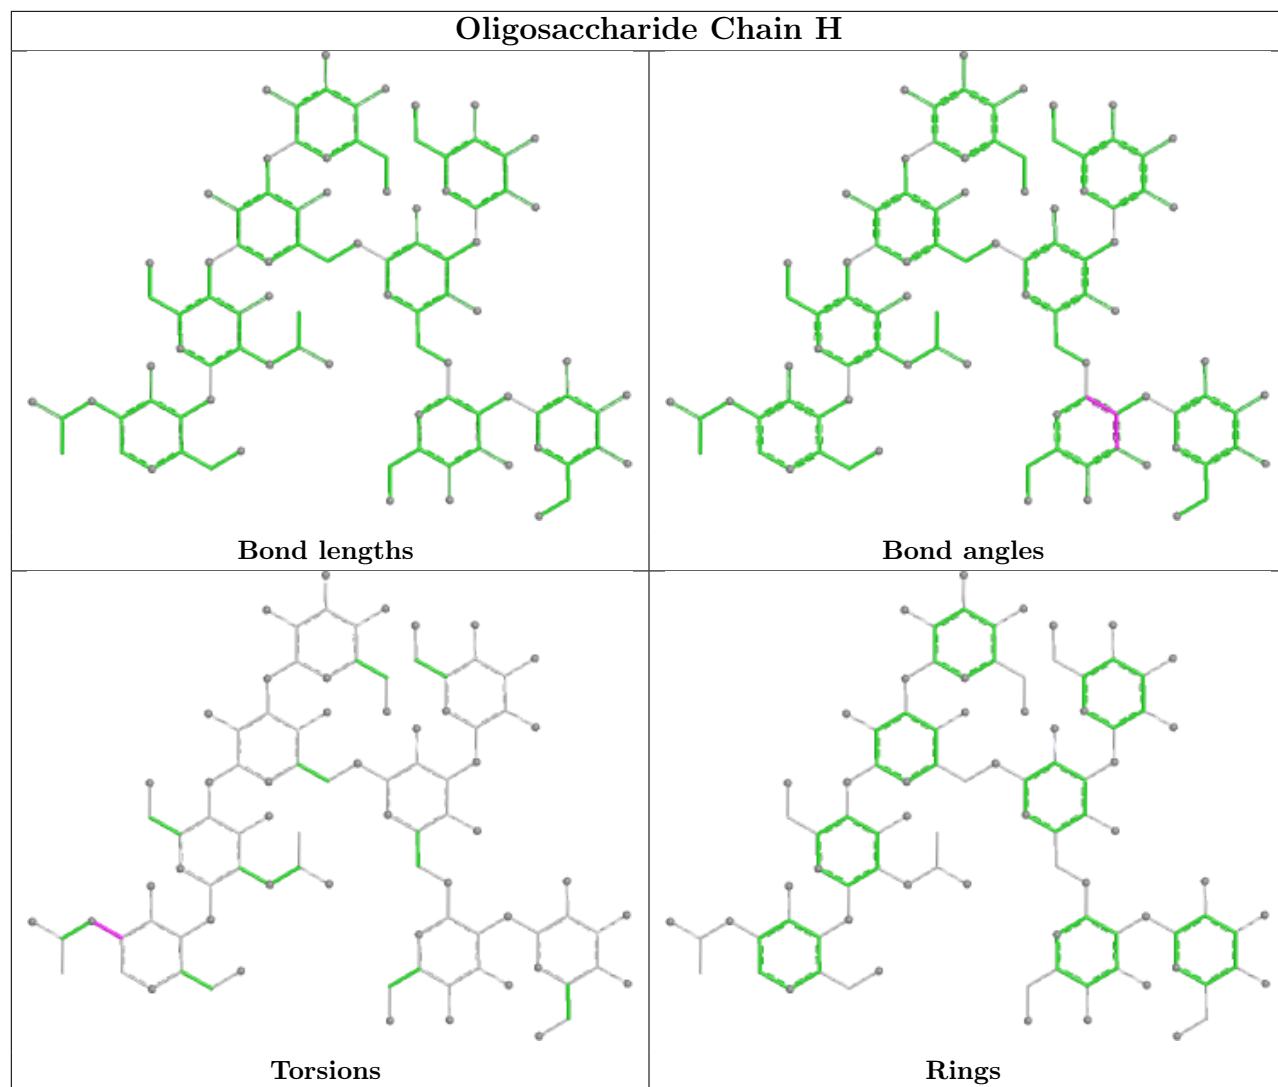 Oligosaccharide Chain H
Bond lengths
Bond angles
Torsions
Rings